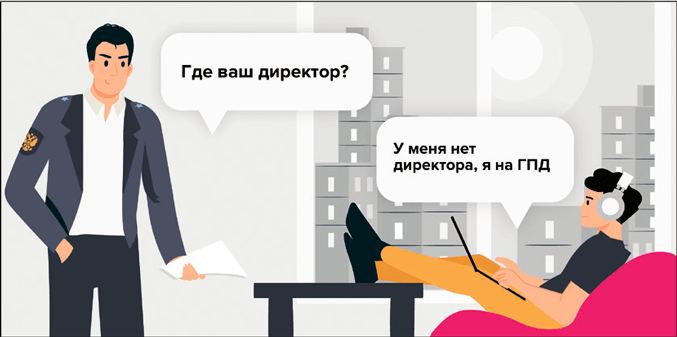 Где ваш директор?
У меня нет
директора, я на ГПД